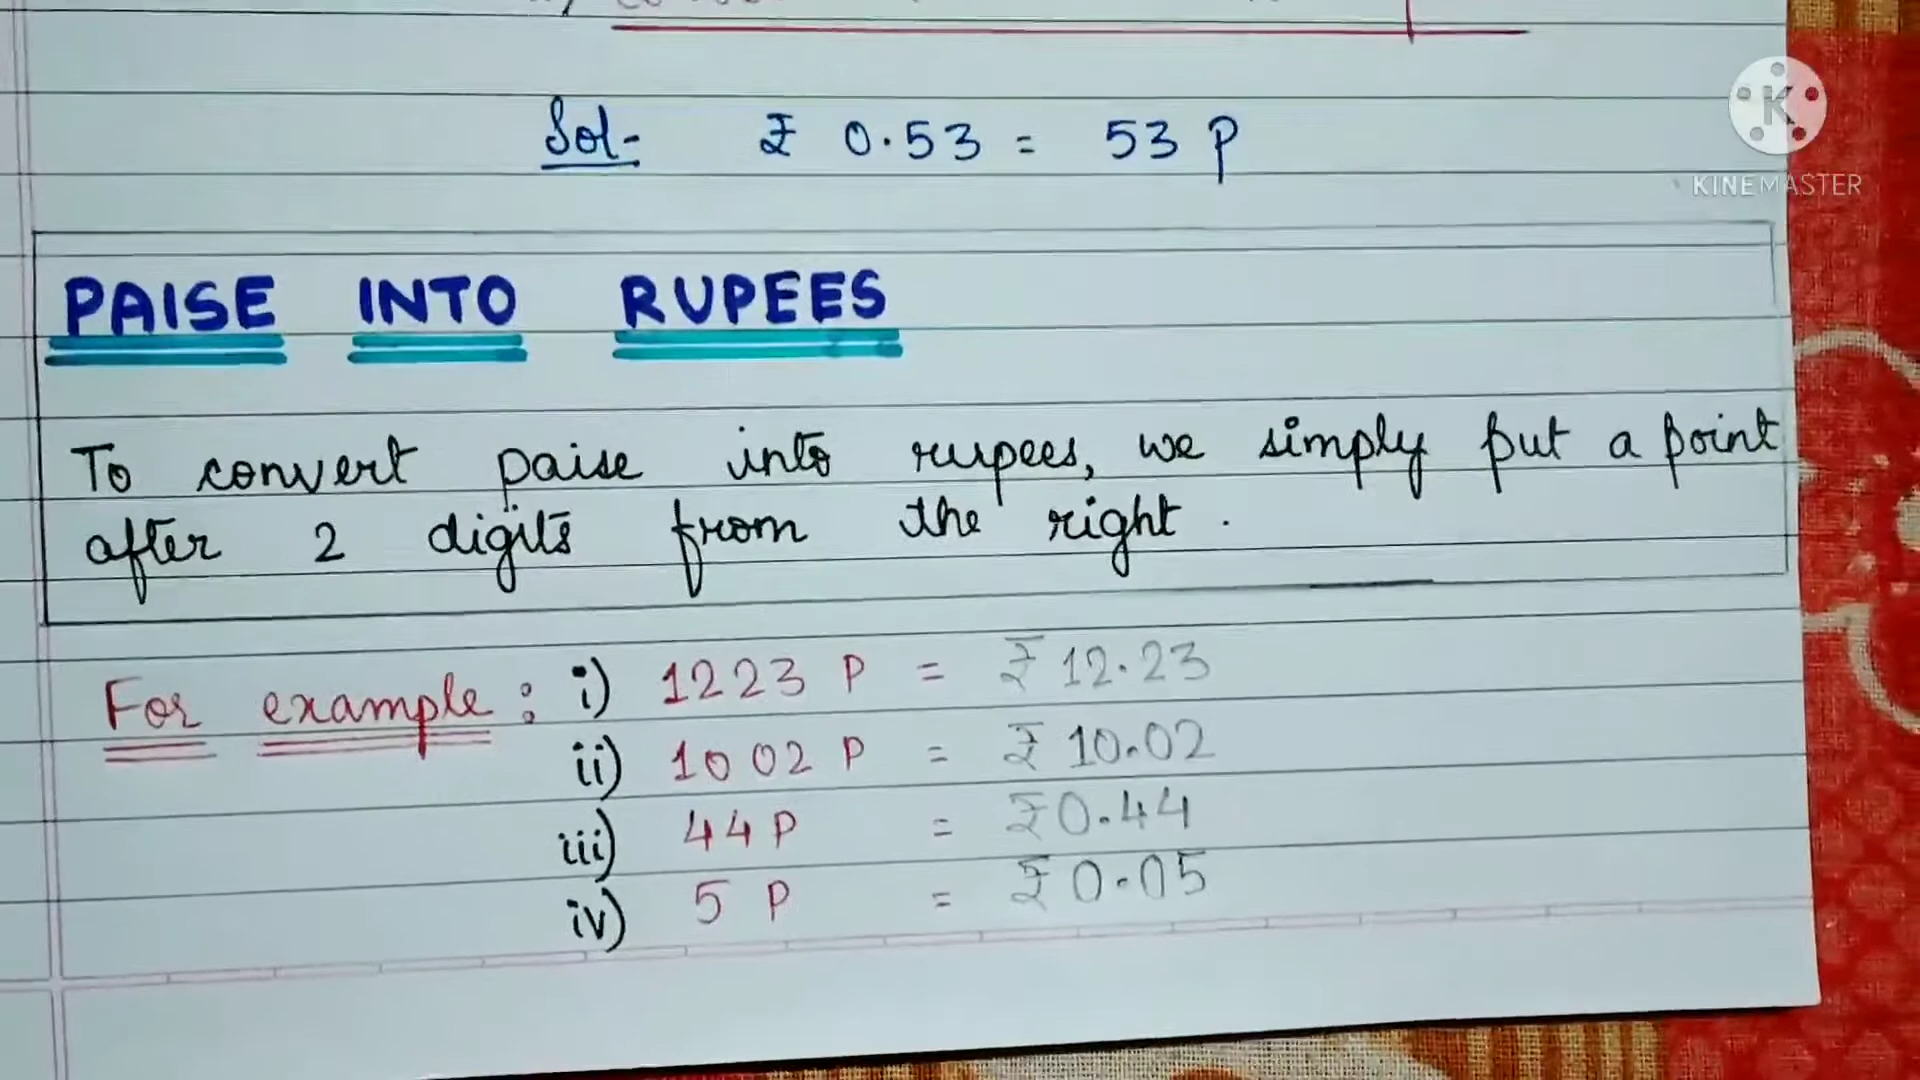 Sol- ₹ 0.53 = 53 P
KINEMASTER
PAISE INTO RUPEES
To convert paise into rupees, we simply put a point
after 2 digits from the right.
For example : i) 1223 P = ₹ 12.23
ii) 1002 P = ₹ 10.02
iii) 44 P = ₹ 0.44
iv) 5 P = ₹ 0.05